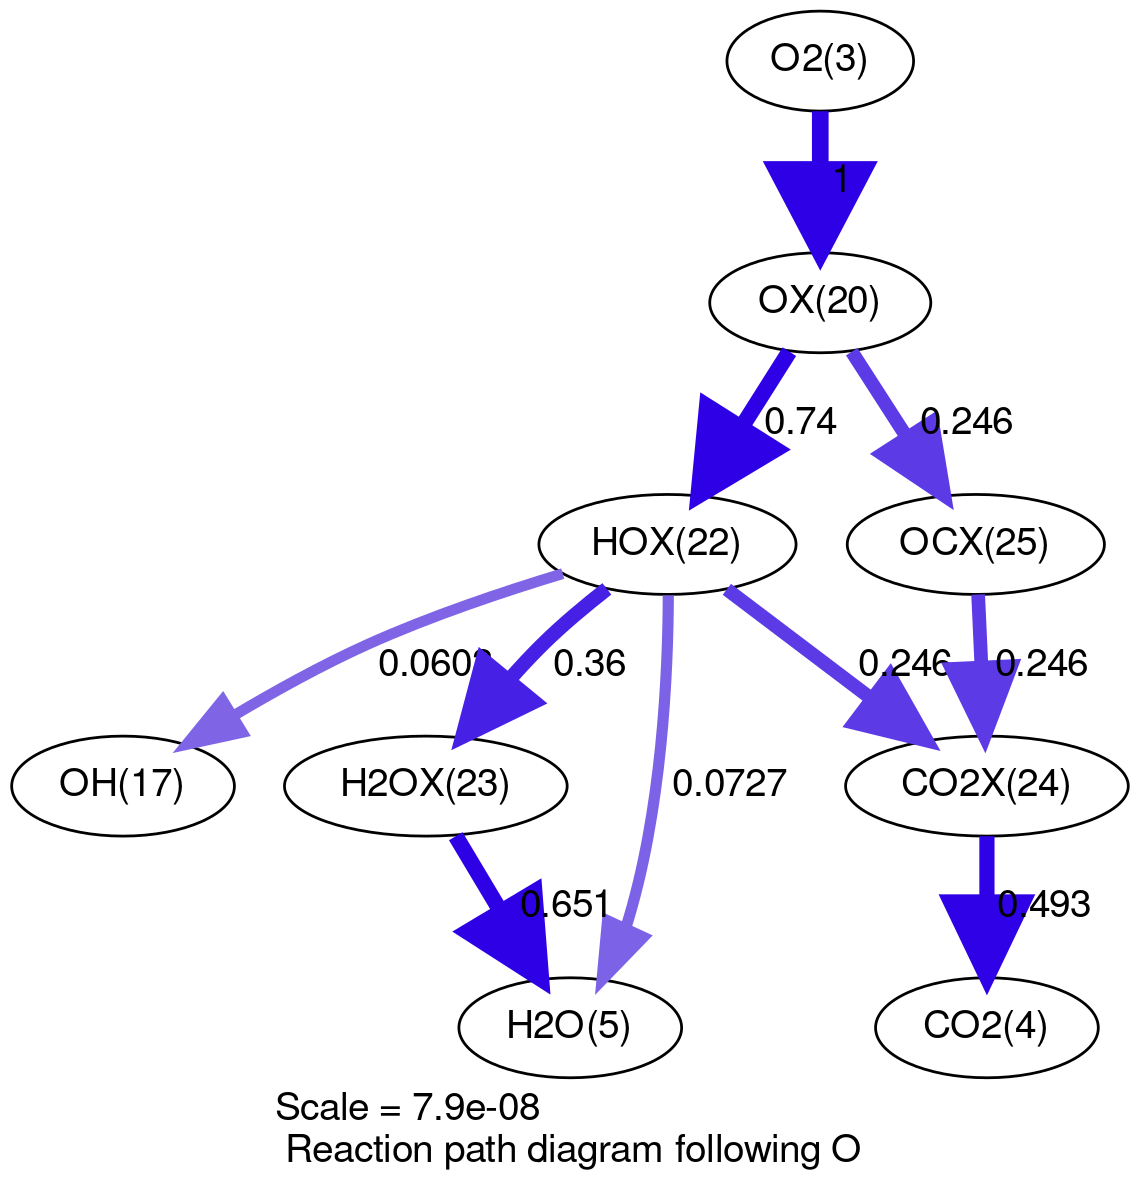 O2(3)
1
OX(20)
0.74
0.246
HOX(22)
OCX(25)
0.36
0.246
0.246
OH(17)
H2OX(23)
0.0727
CO2X(24)
0.651
0.493
H2O(5)
CO2(4)
Scale = 7.9e-08
Reaction path diagram following O